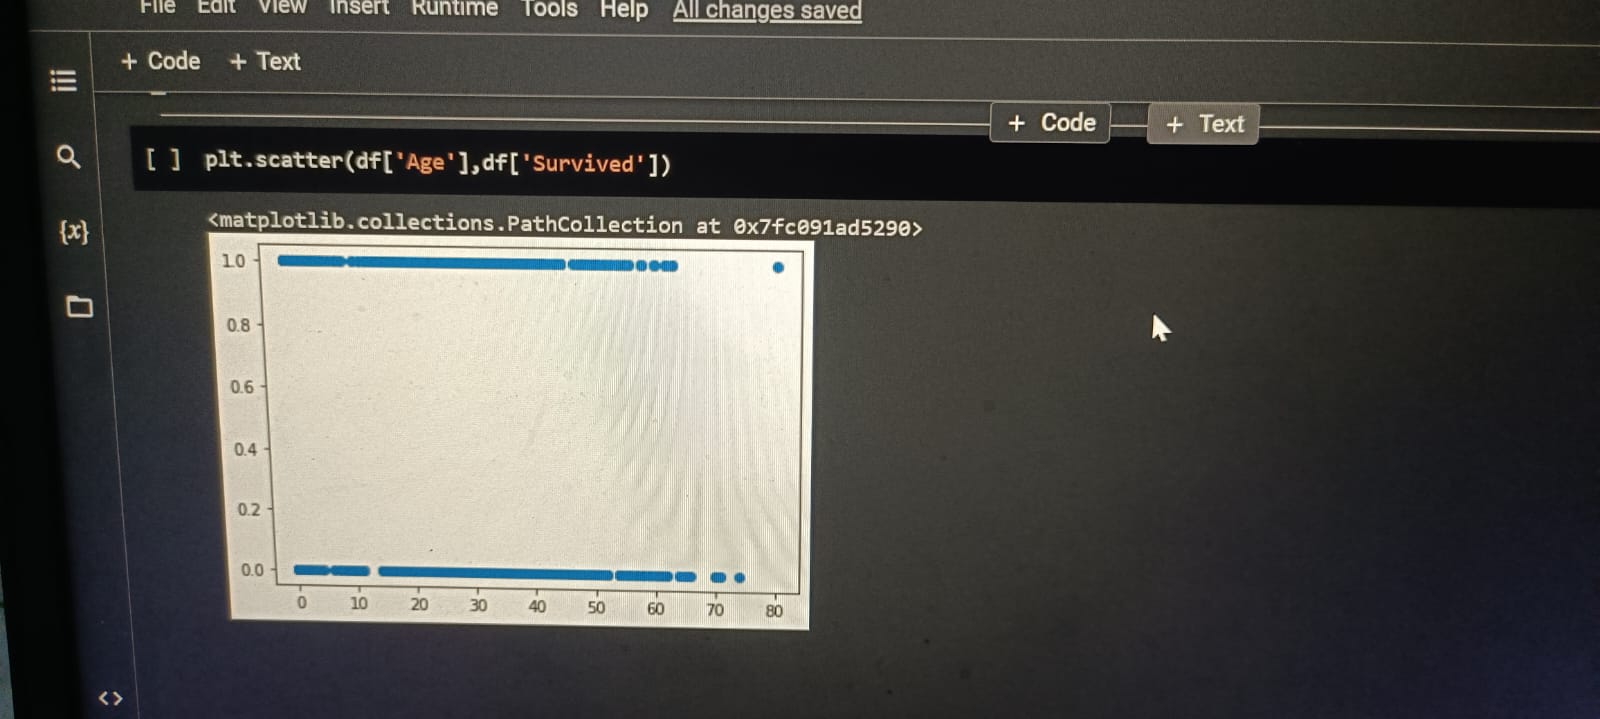 File Edit View Insert Runtime Tools Help All changes saved
+ Code + Text
+ Code + Text
[ ] plt.scatter(df['Age'],df['Survived'])
<matplotlib.collections.PathCollection at 0x7fc091ad5290>
1.0
0.8
0.6
0.4
0.2
0.0
0 10 20 30 40 50 60 70 80
{x}
<>